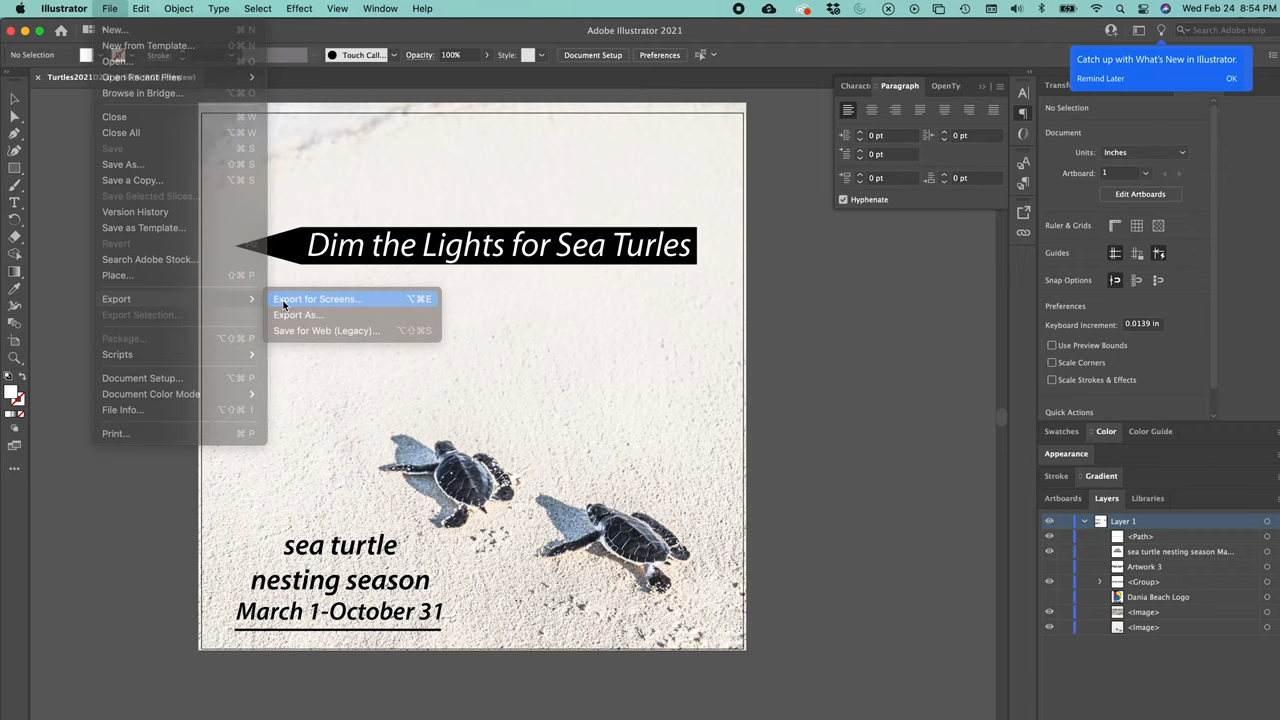 Illustrator File Edit Object Type Select Effect View Window Help
Wed Feb 24 8:54 PM
Adobe Illustrator 2021
Search Adobe Help
No Selection
Stroke:
Touch Call...
Opacity: 100%
Style:
Document Setup
Preferences
Catch up with What's New in Illustrator.
Remind Later OK
× Turtles2021
New... ⌘ N
New from Template... ⇧⌘ N
Open... ⌘ O
Open Recent Files
Browse in Bridge... ⌥⌘ O
Close ⌘ W
Close All ⌥⌘ W
Save ⌘ S
Save As... ⇧⌘ S
Save a Copy... ⌥⌘ S
Save Selected Slices...
Version History
Save as Template...
Revert F12
Search Adobe Stock...
Place... ⇧⌘ P
Export
Export Selection...
Package... ⌥⇧⌘ P
Scripts
Document Setup... ⌥⌘ P
Document Color Mode
File Info... ⌥⇧⌘ I
Print... ⌘ P
Export for Screens... ⌥⌘E
Export As...
Save for Web (Legacy)... ⌥⇧⌘S
Dim the Lights for Sea Turles
sea turtle
nesting season
March 1-October 31
Charact Paragraph OpenTy
0 pt 0 pt
0 pt
0 pt 0 pt
Hyphenate
No Selection
Document
Units: Inches
Artboard: 1
Edit Artboards
Ruler & Grids
Guides
Snap Options
Preferences
Keyboard Increment: 0.0139 in
Use Preview Bounds
Scale Corners
Scale Strokes & Effects
Quick Actions
Swatches Color Color Guide
Appearance
Stroke Gradient
Artboards Layers Libraries
Layer 1
<Path>
sea turtle nesting season Ma...
Artwork 3
<Group>
Dania Beach Logo
<Image>
<Image>